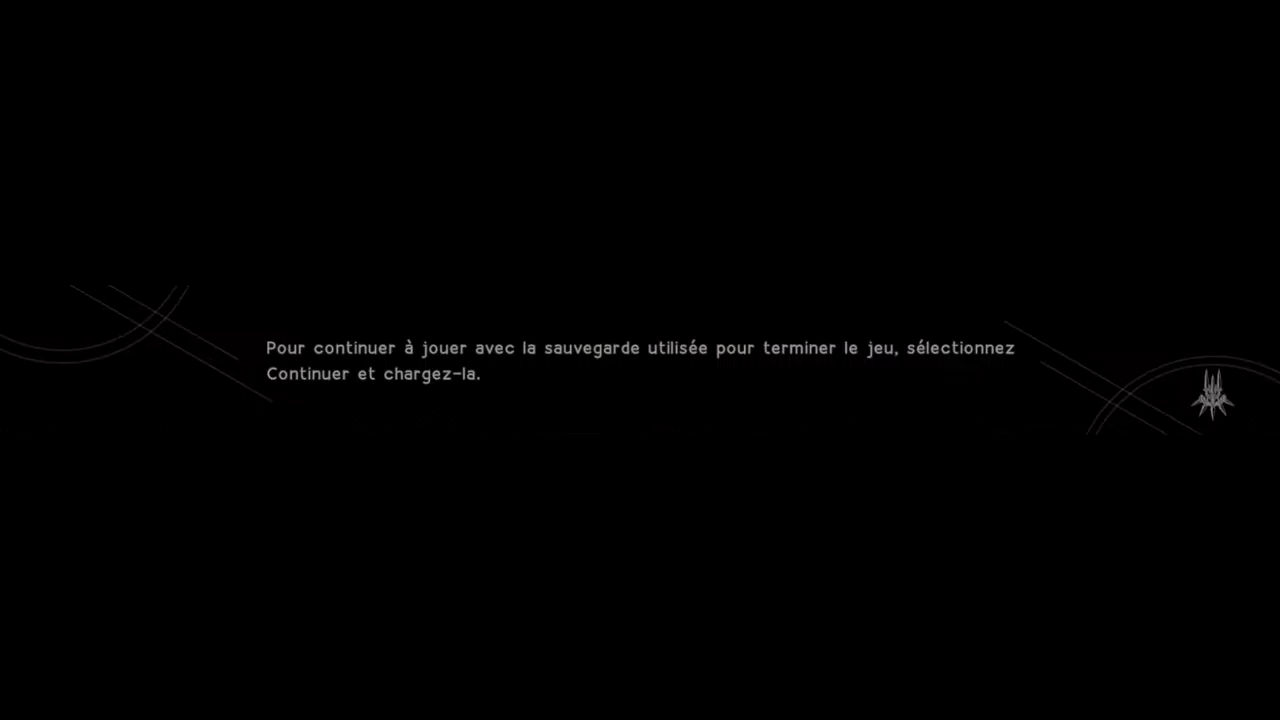 Pour continuer à jouer avec la sauvegarde utilisée pour terminer le jeu, sélectionnez
Continuer et chargez-la.